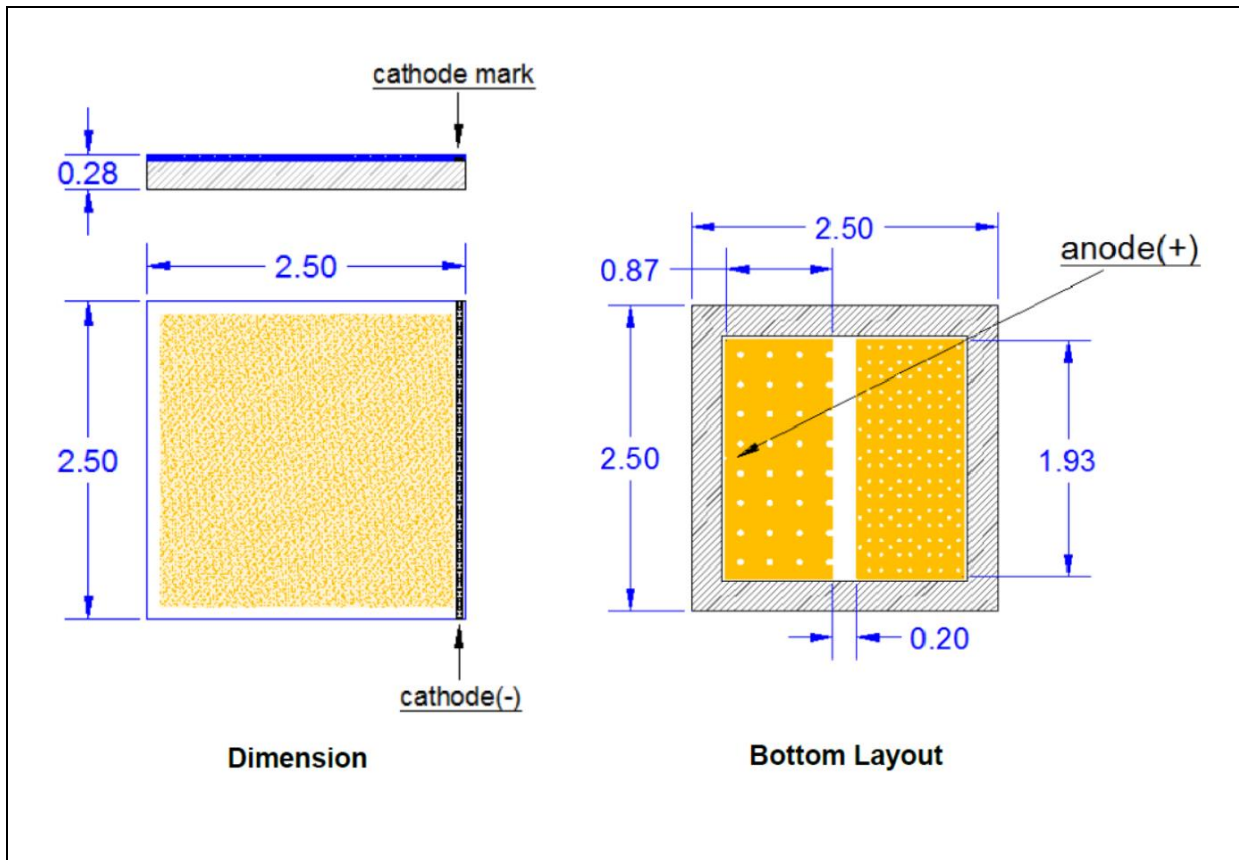 cathode mark
0.28
2.50
2.50
cathode(-)
Dimension
2.50
0.87
anode(+)
2.50
1.93
0.20
Bottom Layout